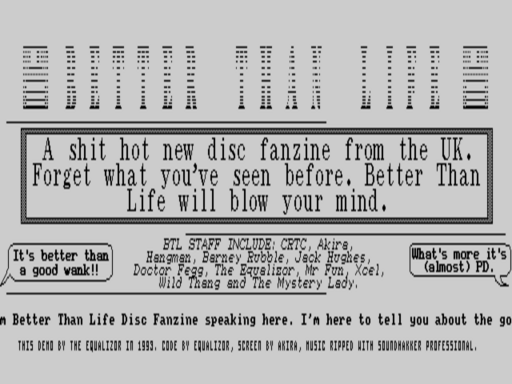 BETTER THAN LIFE
A shit hot new disc fanzine from the UK.
Forget what you've seen before. Better Than
Life will blow your mind.
BTL STAFF INCLUDE: CRTC, Akira,
Hangman, Barney Rubble, Jack Hughes,
Doctor Fegg, The Equalizor, Mr Fun, Xcel,
Wild Thang and The Mystery Lady.
It's better than
a good wank!!
What's more it's
(almost) PD.
m Better Than Life Disc Fanzine speaking here. I'm here to tell you about the go
THIS DEMO BY THE EQUALIZOR IN 1993. CODE BY EQUALIZOR, SCREEN BY AKIRA, MUSIC RIPPED WITH SOUNDHAKKER PROFESSIONAL.